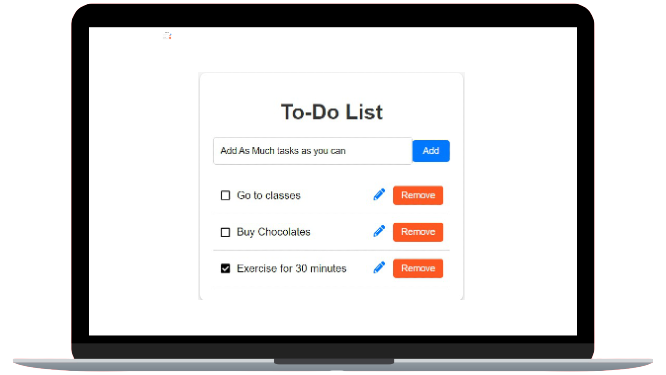 To-Do List
Add As Much tasks as you can Add
Go to classes Remove
Buy Chocolates Remove
Exercise for 30 minutes Remove